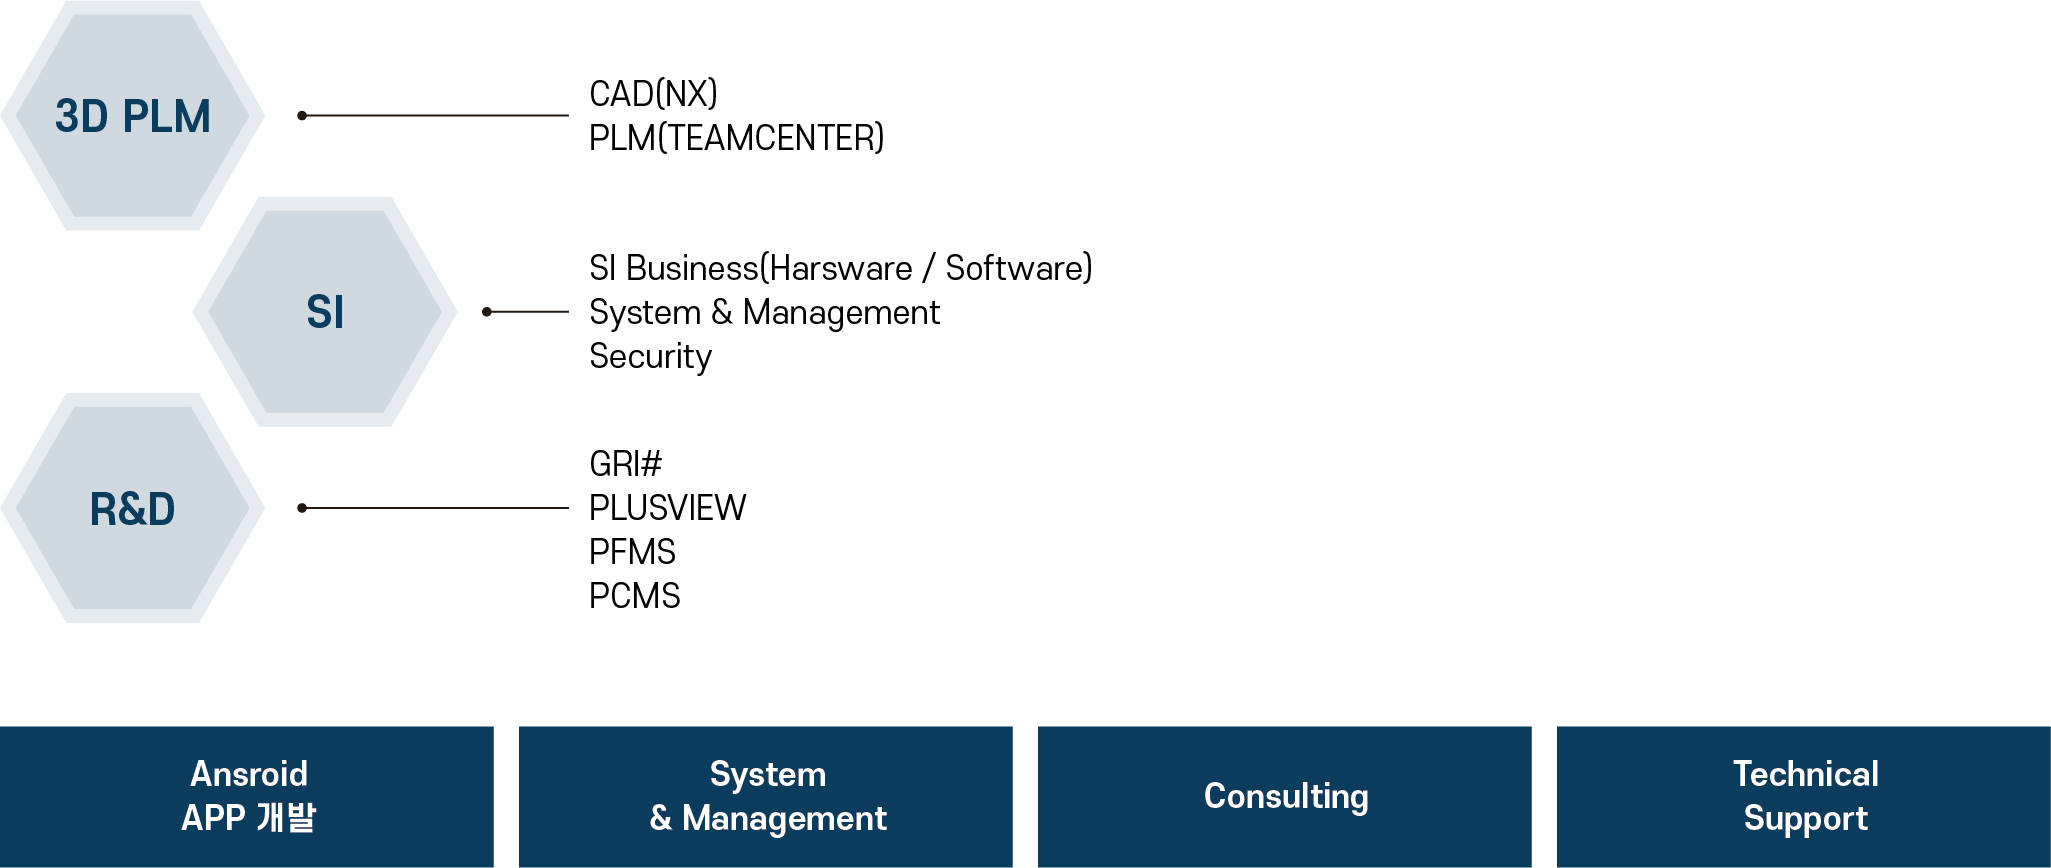 3D PLM
CAD(NX)
PLM(TEAMCENTER)
SI
SI Business(Harsware / Software)
System & Management
Security
R&D
GRI#
PLUSVIEW
PFMS
PCMS
Ansroid
APP 개발
System
& Management
Consulting
Technical
Support